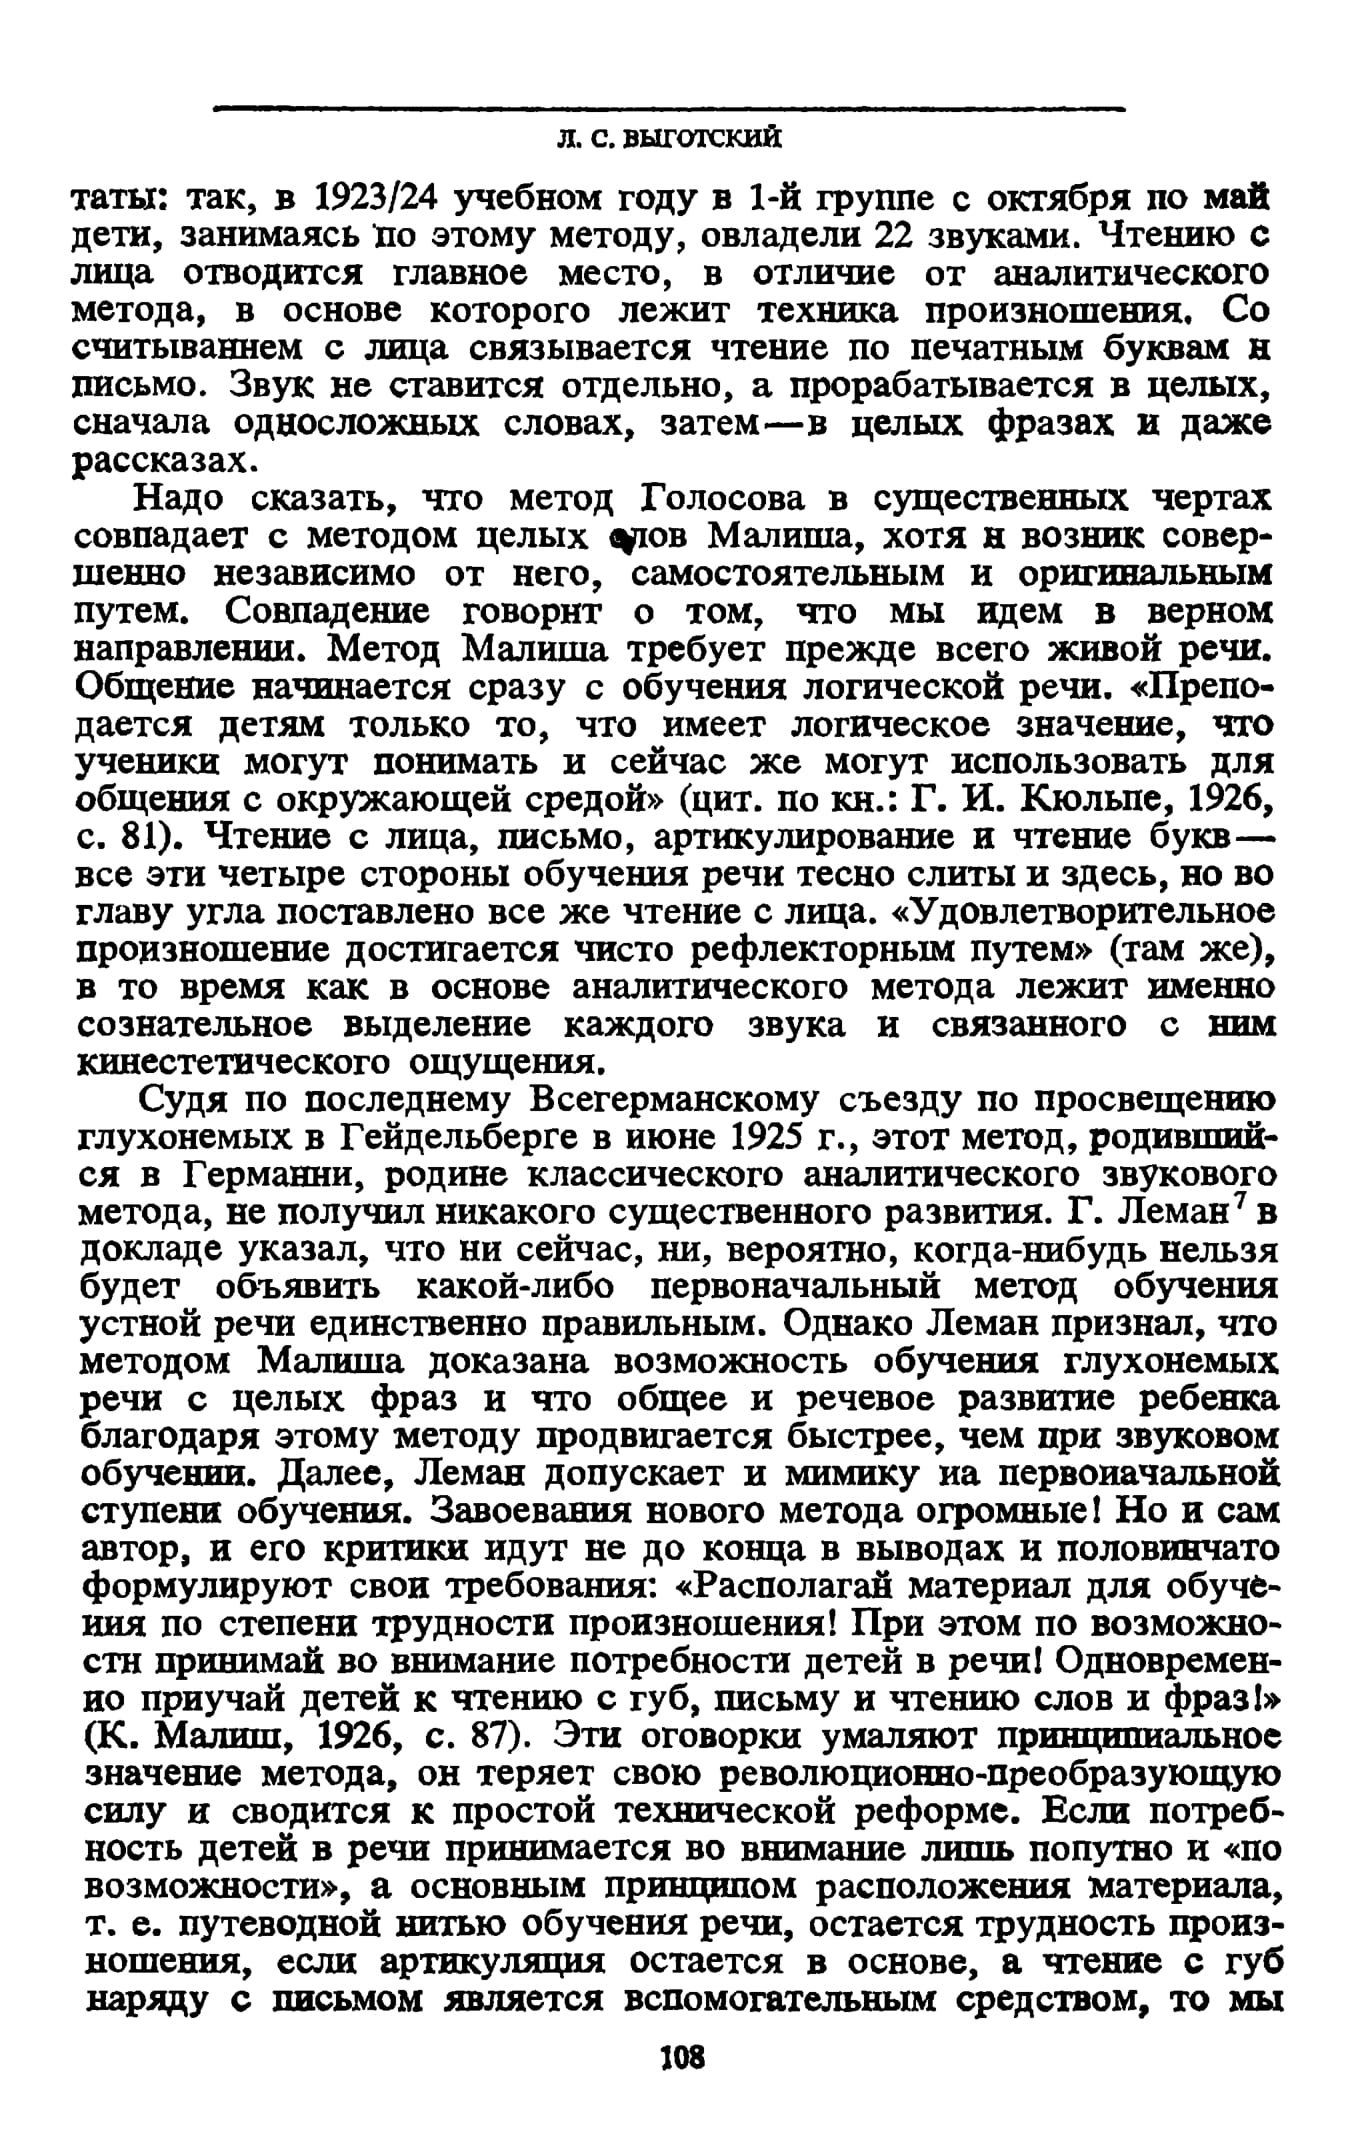 Л. С. ВЫГОТСКИЙ
таты: так, в 1923/24 учебном году в 1-й группе с октября по май
дети, занимаясь по этому методу, овладели 22 звуками. Чтению с
лица отводится главное место, в отличие от аналитического
метода, в основе которого лежит техника произношения. Со
считыванием с лица связывается чтение по печатным буквам и
письмо. Звук не ставится отдельно, а прорабатывается в целых,
сначала односложных словах, затем—в целых фразах и даже
рассказах.
Надо сказать, что метод Голосова в существенных чертах
совпадает с методом целых слов Малиша, хотя и возник совер-
шенно независимо от него, самостоятельным и оригинальным
путем. Совпадение говорит о том, что мы идем в верном
направлении. Метод Малиша требует прежде всего живой речи.
Общение начинается сразу с обучения логической речи. «Препо-
дается детям только то, что имеет логическое значение, что
ученики могут понимать и сейчас же могут использовать для
общения с окружающей средой» (цит. по кн.: Г. И. Кюльпе, 1926,
с. 81). Чтение с лица, письмо, артикулирование и чтение букв—
все эти четыре стороны обучения речи тесно слиты и здесь, но во
главу угла поставлено все же чтение с лица. «Удовлетворительное
произношение достигается чисто рефлекторным путем» (там же),
в то время как в основе аналитического метода лежит именно
сознательное выделение каждого звука и связанного с ним
кинестетического ощущения.
Судя по последнему Всегерманскому съезду по просвещению
глухонемых в Гейдельберге в июне 1925 г., этот метод, родивший-
ся в Германии, родине классического аналитического звукового
метода, не получил никакого существенного развития. Г. Леман⁷ в
докладе указал, что ни сейчас, ни, вероятно, когда-нибудь нельзя
будет объявить какой-либо первоначальный метод обучения
устной речи единственно правильным. Однако Леман признал, что
методом Малиша доказана возможность обучения глухонемых
речи с целых фраз и что общее и речевое развитие ребенка
благодаря этому методу продвигается быстрее, чем при звуковом
обучении. Далее, Леман допускает и мимику на первоначальной
ступени обучения. Завоевания нового метода огромные! Но и сам
автор, и его критики идут не до конца в выводах и половинчато
формулируют свои требования: «Располагай материал для обуче-
ния по степени трудности произношения! При этом по возможно-
сти принимай во внимание потребности детей в речи! Одновремен-
но приучай детей к чтению с губ, письму и чтению слов и фраз!»
(К. Малиш, 1926, с. 87). Эти оговорки умаляют принципиальное
значение метода, он теряет свою революционно-преобразующую
силу и сводится к простой технической реформе. Если потреб-
ность детей в речи принимается во внимание лишь попутно и «по
возможности», а основным принципом расположения материала,
т. е. путеводной нитью обучения речи, остается трудность произ-
ношения, если артикуляция остается в основе, а чтение с губ
наряду с письмом является вспомогательным средством, то мы
108